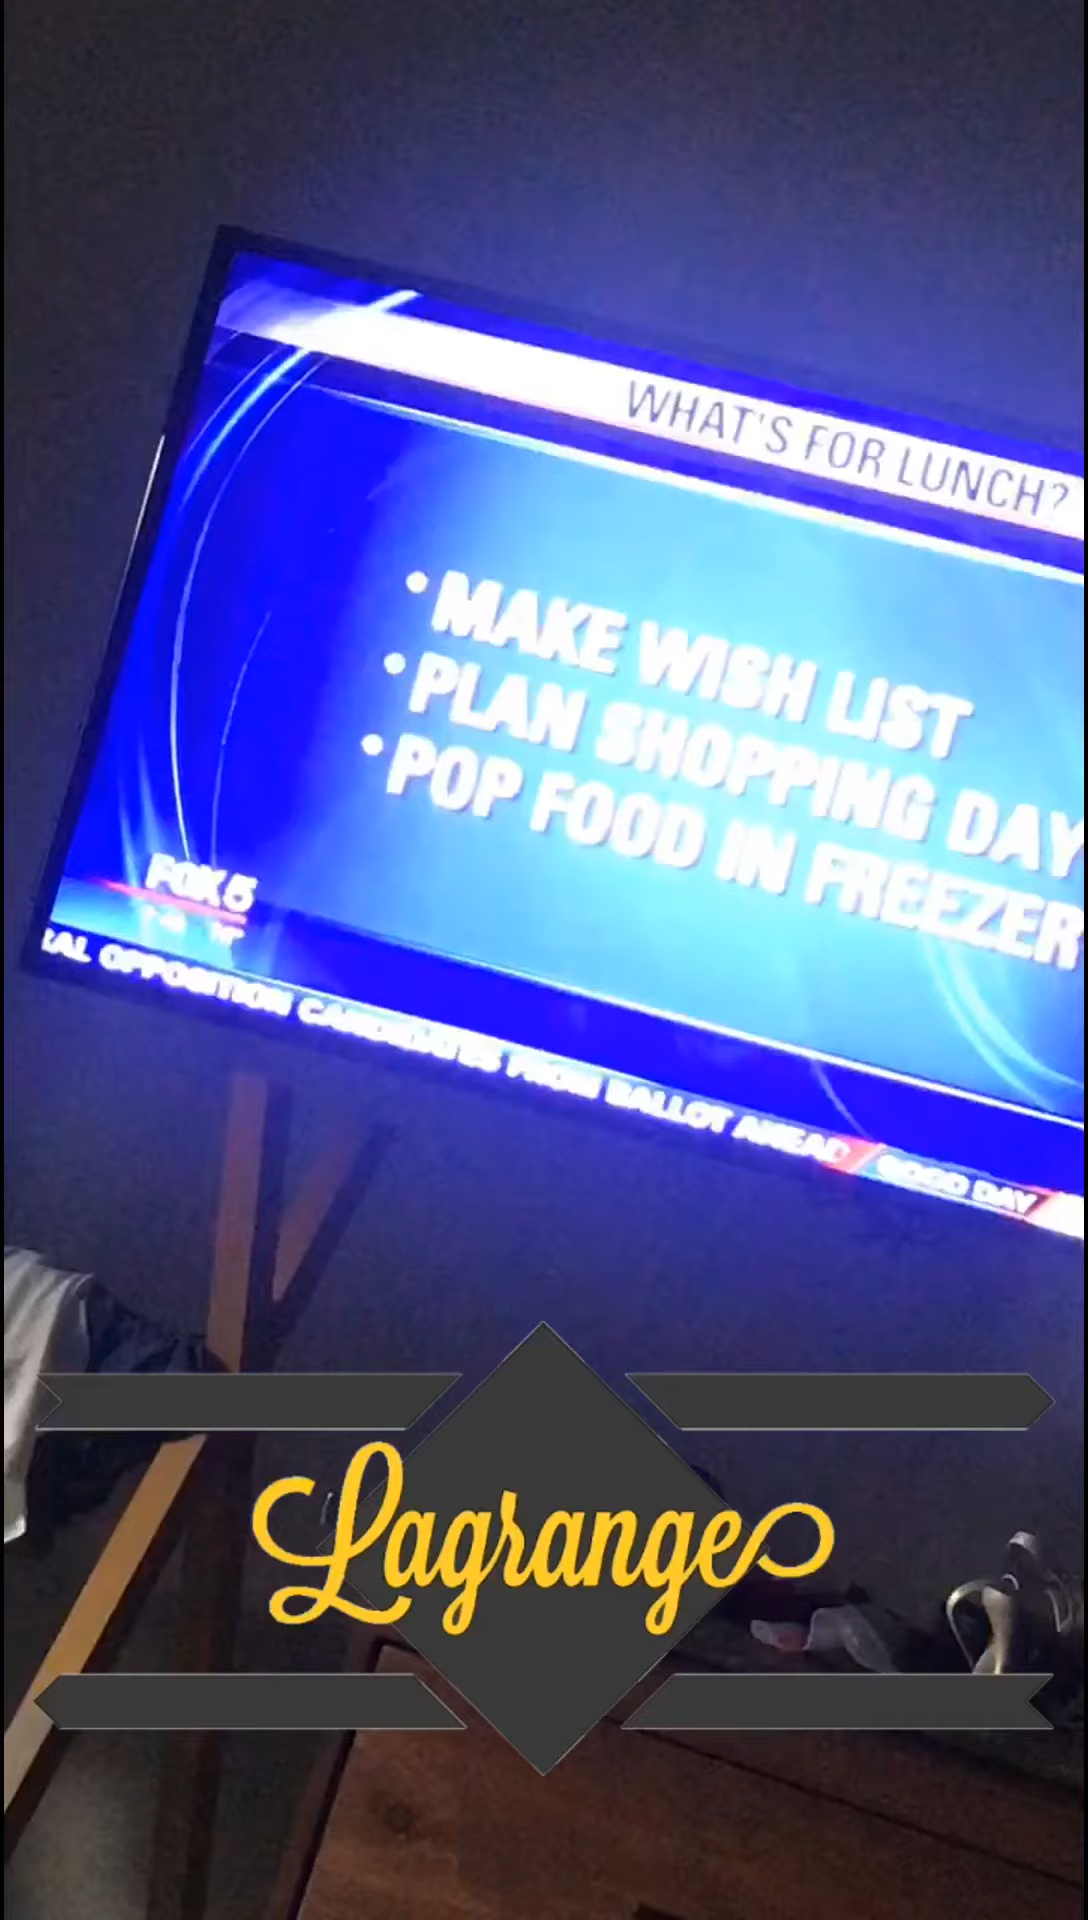 WHAT'S FOR LUNCH?
• MAKE WISH LIST
• PLAN SHOPPING DAY
• POP FOOD IN FREEZER
FOX 5
RAL OPPOSITION CANDIDATES FROM BALLOT AHEAD GOOD DAY
Lagrange